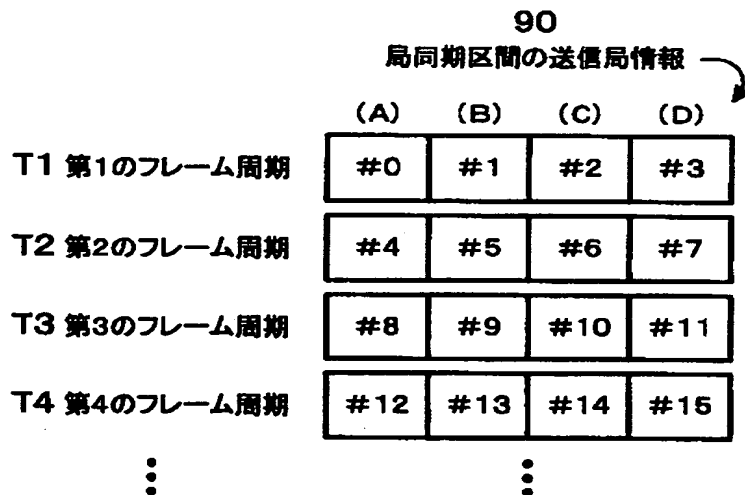 90
局同期区間の送信局情報
(A) (B) (C) (D)
T1 第1のフレーム周期 #0 #1 #2 #3
T2 第2のフレーム周期 #4 #5 #6 #7
T3 第3のフレーム周期 #8 #9 #10 #11
T4 第4のフレーム周期 #12 #13 #14 #15